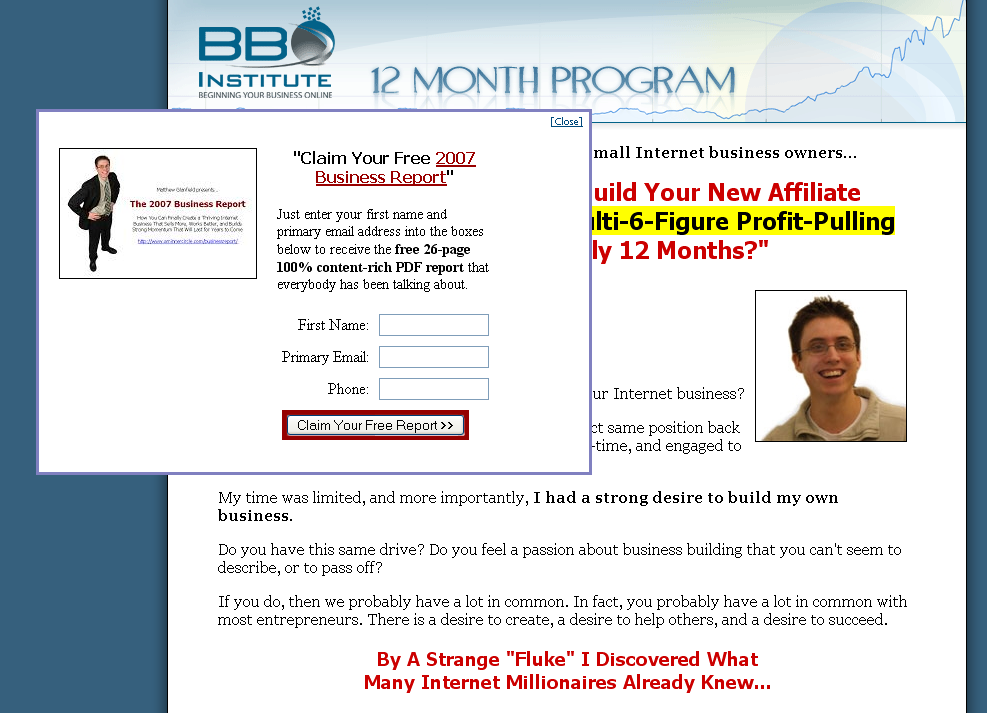 BBO
INSTITUTE
BEGINNING YOUR BUSINESS ONLINE
12 MONTH PROGRAM
[Close]
Matthew Glanfield presents...
The 2007 Business Report
How You Can Finally Create a Thriving Internet
Business That Sells More, Works Better, and Builds
Strong Momentum That Will Last for Years to Come
"Claim Your Free 2007
Business Report"
Just enter your first name and
primary email address into the boxes
below to receive the free 26-page
100% content-rich PDF report that
everybody has been talking about.
First Name:
Primary Email:
Phone:
Claim Your Free Report >>
mall Internet business owners...
uild Your New Affiliate
lti-6-Figure Profit-Pulling
ly 12 Months?"
ur Internet business?
ct same position back
-time, and engaged to
My time was limited, and more importantly, I had a strong desire to build my own
business.
Do you have this same drive? Do you feel a passion about business building that you can't seem to
describe, or to pass off?
If you do, then we probably have a lot in common. In fact, you probably have a lot in common with
most entrepreneurs. There is a desire to create, a desire to help others, and a desire to succeed.
By A Strange "Fluke" I Discovered What
Many Internet Millionaires Already Knew...